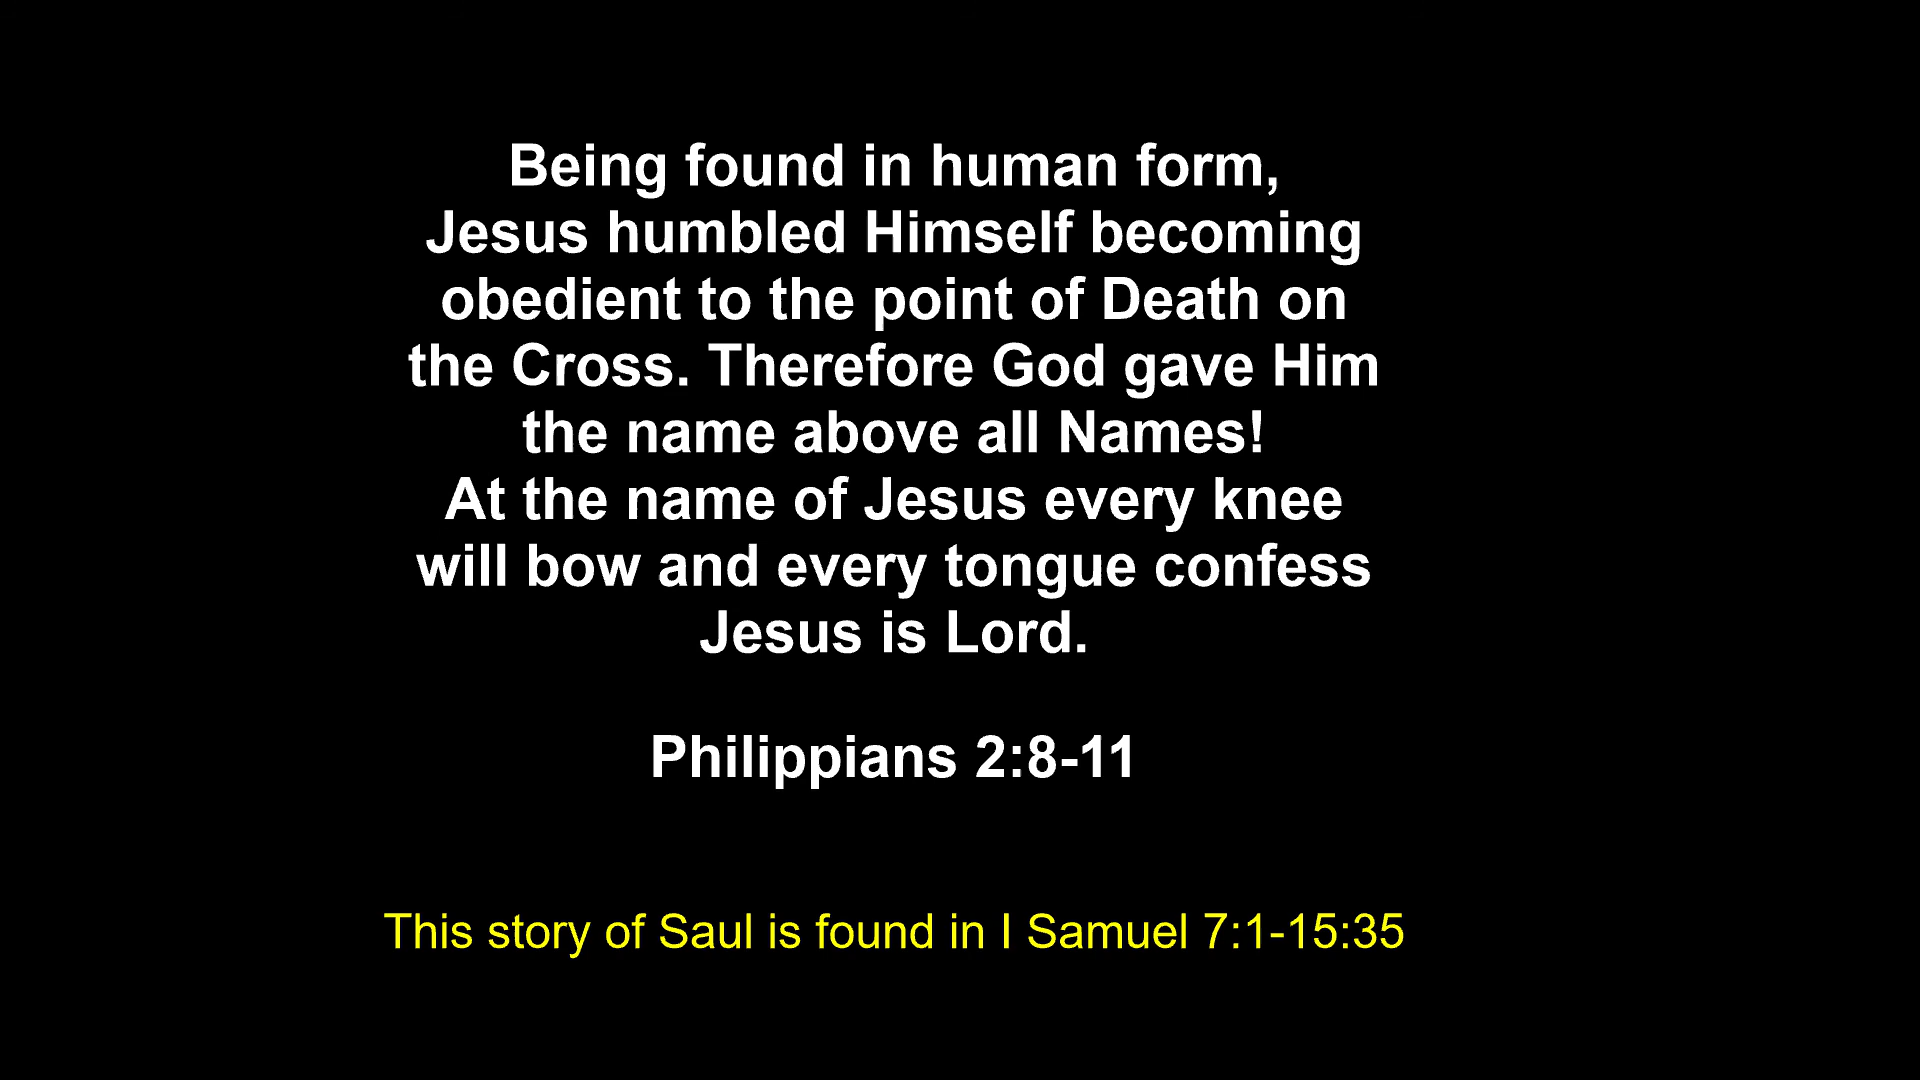 Being found in human form,
Jesus humbled Himself becoming
obedient to the point of Death on
the Cross. Therefore God gave Him
the name above all Names!
At the name of Jesus every knee
will bow and every tongue confess
Jesus is Lord.
Philippians 2:8-11
This story of Saul is found in I Samuel 7:1-15:35